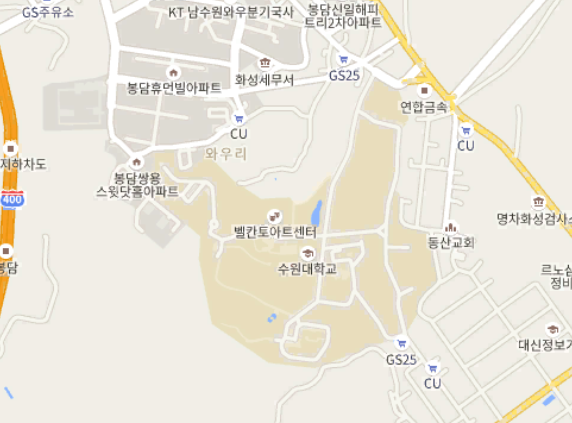 GS주유소
KT 남수원와우분기국사
봉담신일해피
트리2차아파트
화성세무서
GS25
봉담휴먼빌아파트
연합금속
CU
CU
와우리
저하차도
봉담쌍용
스윗닷홈아파트
400
명차화성검사소
벨칸토아트센터
동산교회
봉담
수원대학교
르노삼
정비
대신정보기
GS25
CU